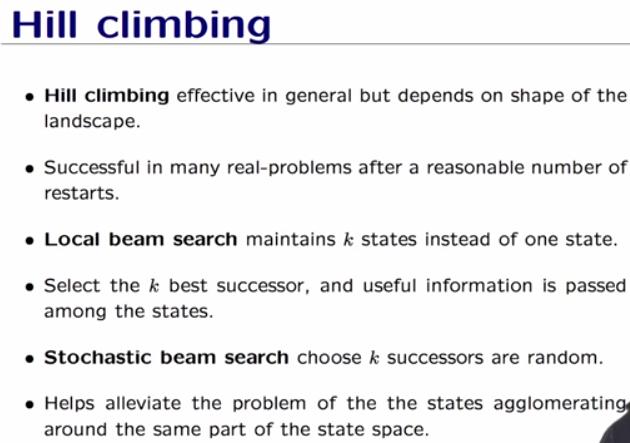 Hill climbing
• Hill climbing effective in general but depends on shape of the
landscape.
• Successful in many real-problems after a reasonable number of
restarts.
• Local beam search maintains k states instead of one state.
• Select the k best successor, and useful information is passed
among the states.
• Stochastic beam search choose k successors are random.
• Helps alleviate the problem of the the states agglomerating
around the same part of the state space.